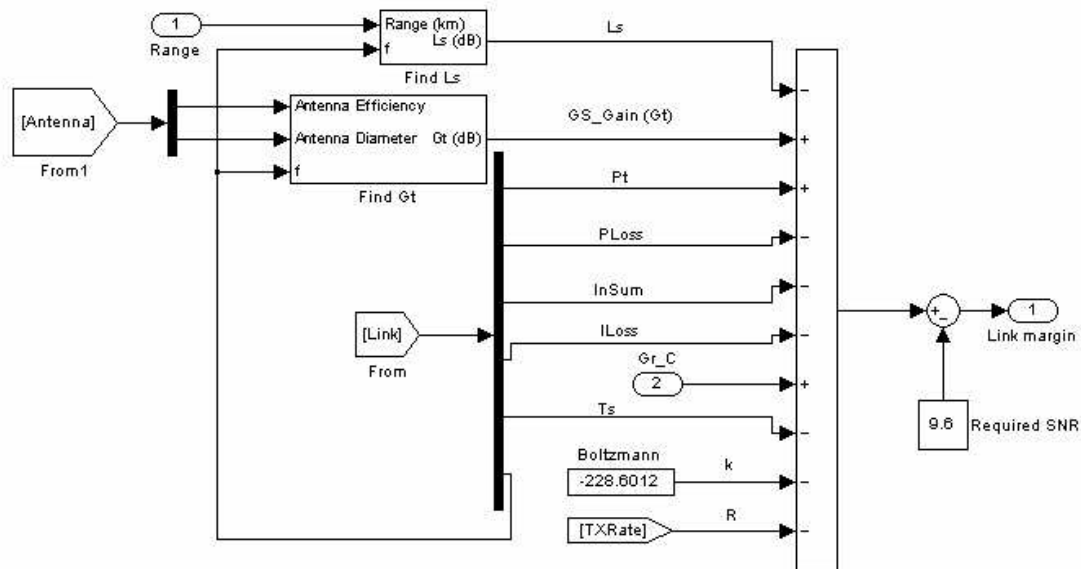 1
Range
Range (km)
Ls (dB)
f
Find Ls
Ls
[Antenna]
From1
Antenna Efficiency
Antenna Diameter
Gt (dB)
f
Find Gt
GS_Gain (Gt)
Pt
PLoss
InSum
ILoss
[Link]
From
Gr_C
2
Ts
Boltzmann
-228.6012
k
[TXRate]
R
−
+
+
−
−
−
+
−
−
−
+
−
1
Link margin
9.6
Required SNR